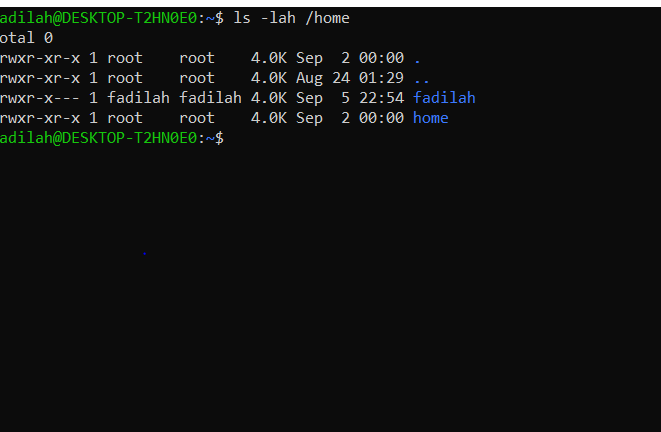 adilah@DESKTOP-T2HN0E0:~$ ls -lah /home
otal 0
rwxr-xr-x 1 root    root    4.0K Sep  2 00:00 .
rwxr-xr-x 1 root    root    4.0K Aug 24 01:29 ..
rwxr-x--- 1 fadilah fadilah 4.0K Sep  5 22:54 fadilah
rwxr-xr-x 1 root    root    4.0K Sep  2 00:00 home
adilah@DESKTOP-T2HN0E0:~$